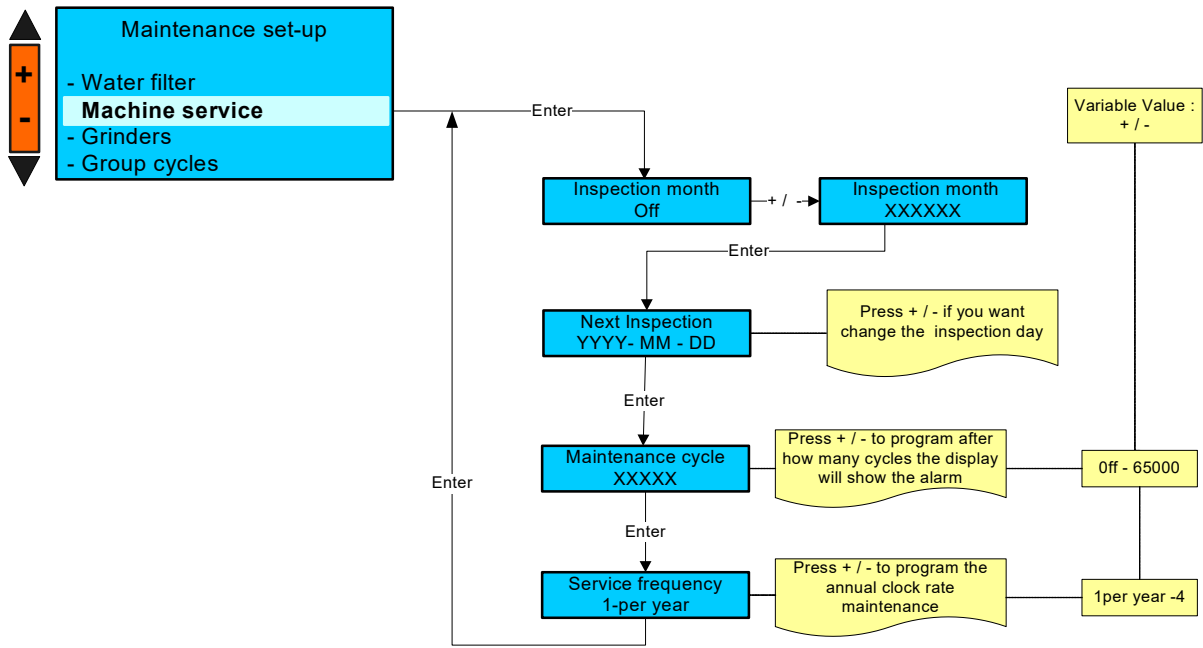 Maintenance set-up
+
-
- Water filter
Machine service
- Grinders
- Group cycles
Enter
Variable Value :
+ / -
Inspection month
Off
+ / -
Inspection month
XXXXXX
Enter
Next Inspection
YYYY- MM - DD
Press + / - if you want
change the inspection day
Enter
Maintenance cycle
XXXXX
Press + / - to program after
how many cycles the display
will show the alarm
0ff - 65000
Enter
Enter
Service frequency
1-per year
Press + / - to program the
annual clock rate
maintenance
1per year -4